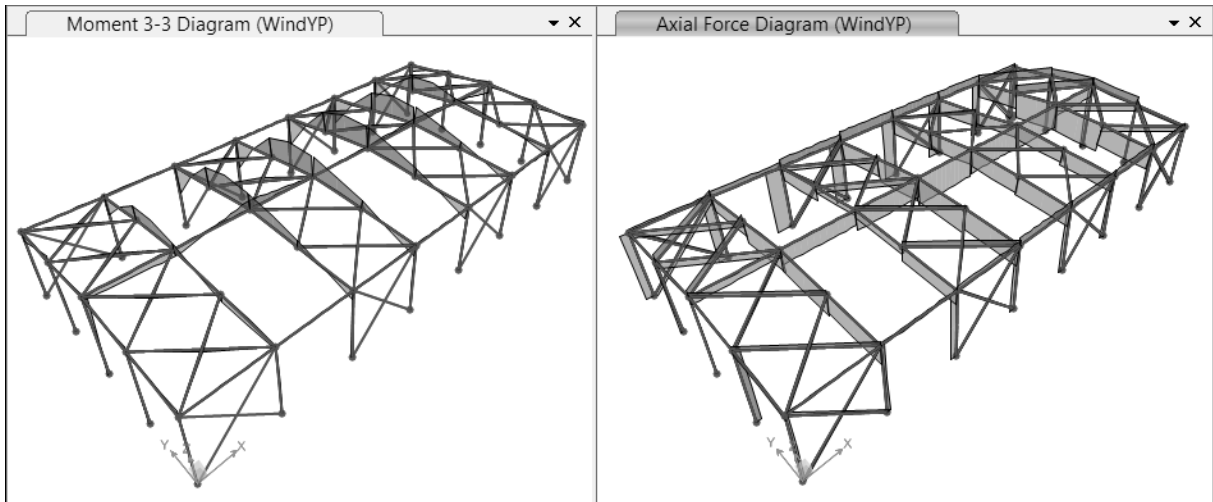 Moment 3-3 Diagram (WindYP)
Axial Force Diagram (WindYP)
Y Z X
Y Z X